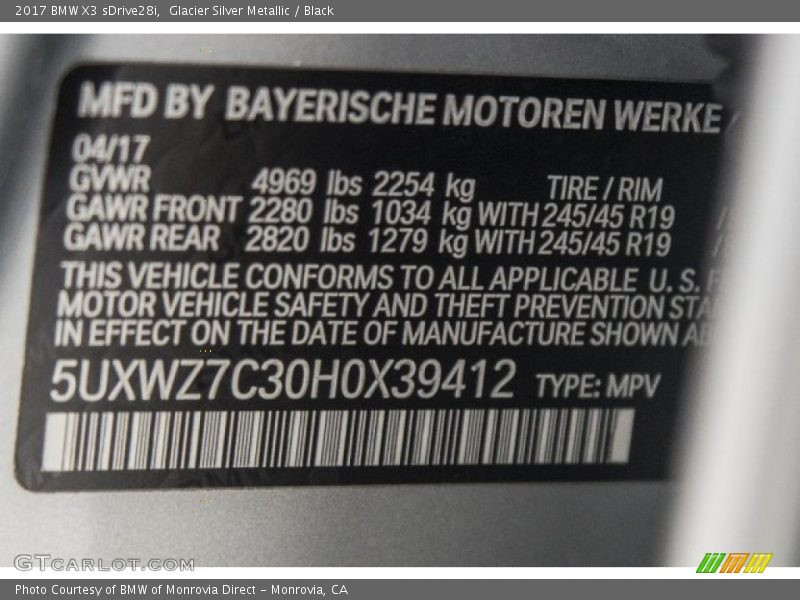 2017 BMW X3 sDrive28i,  Glacier Silver Metallic / Black
MFD BY BAYERISCHE MOTOREN WERKE
04/17
GVWR 4969 lbs 2254 kg TIRE / RIM
GAWR FRONT 2280 lbs 1034 kg WITH 245/45 R19
GAWR REAR 2820 lbs 1279 kg WITH 245/45 R19
THIS VEHICLE CONFORMS TO ALL APPLICABLE U. S.
MOTOR VEHICLE SAFETY AND THEFT PREVENTION STA
IN EFFECT ON THE DATE OF MANUFACTURE SHOWN AB
5UXWZ7C30H0X39412 TYPE: MPV
GTCARLOT.COM
Photo Courtesy of BMW of Monrovia Direct - Monrovia, CA